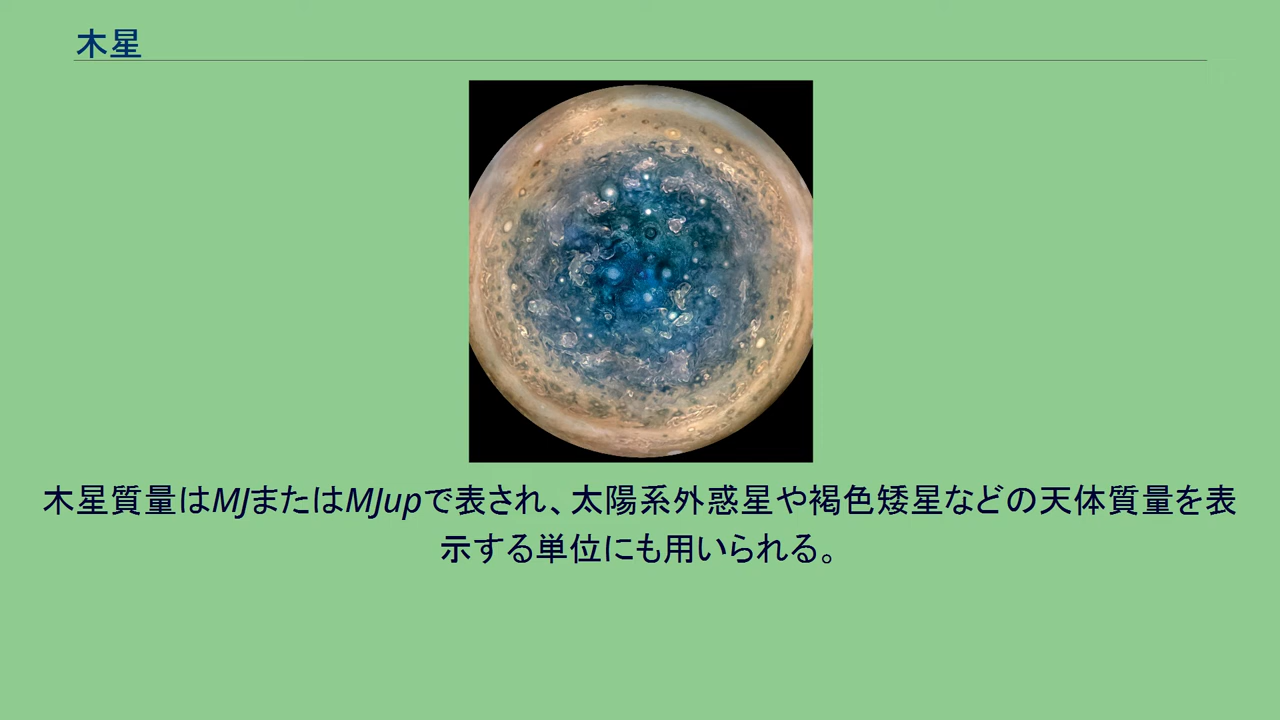 木星
木星質量はMJまたはMJupで表され、太陽系外惑星や褐色矮星などの天体質量を表
示する単位にも用いられる。